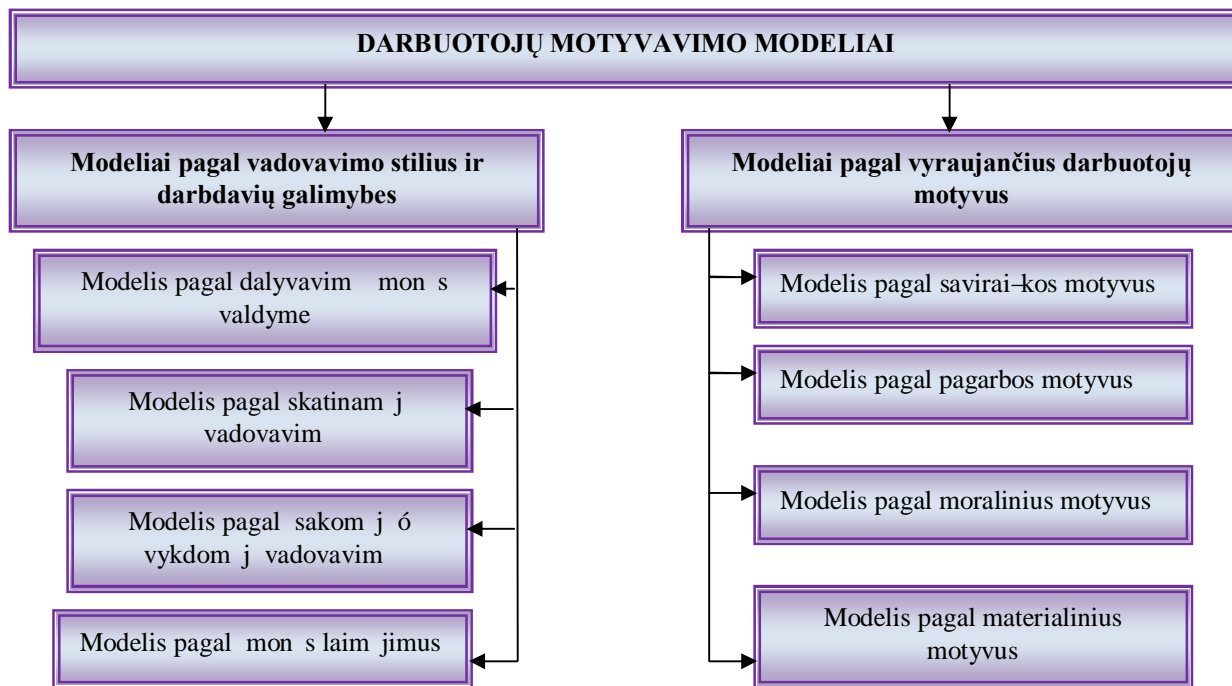 DARBUOTOJŲ MOTYVAVIMO MODELIAI
Modeliai pagal vadovavimo stilius ir
darbdavių galimybes
Modelis pagal dalyvavim mon s
valdyme
Modelis pagal skatinam j
vadovavim
Modelis pagal sakom j ó
vykdom j vadovavim
Modelis pagal mon s laim jimus
Modeliai pagal vyraujančius darbuotojų
motyvus
Modelis pagal savirai–kos motyvus
Modelis pagal pagarbos motyvus
Modelis pagal moralinius motyvus
Modelis pagal materialinius
motyvus